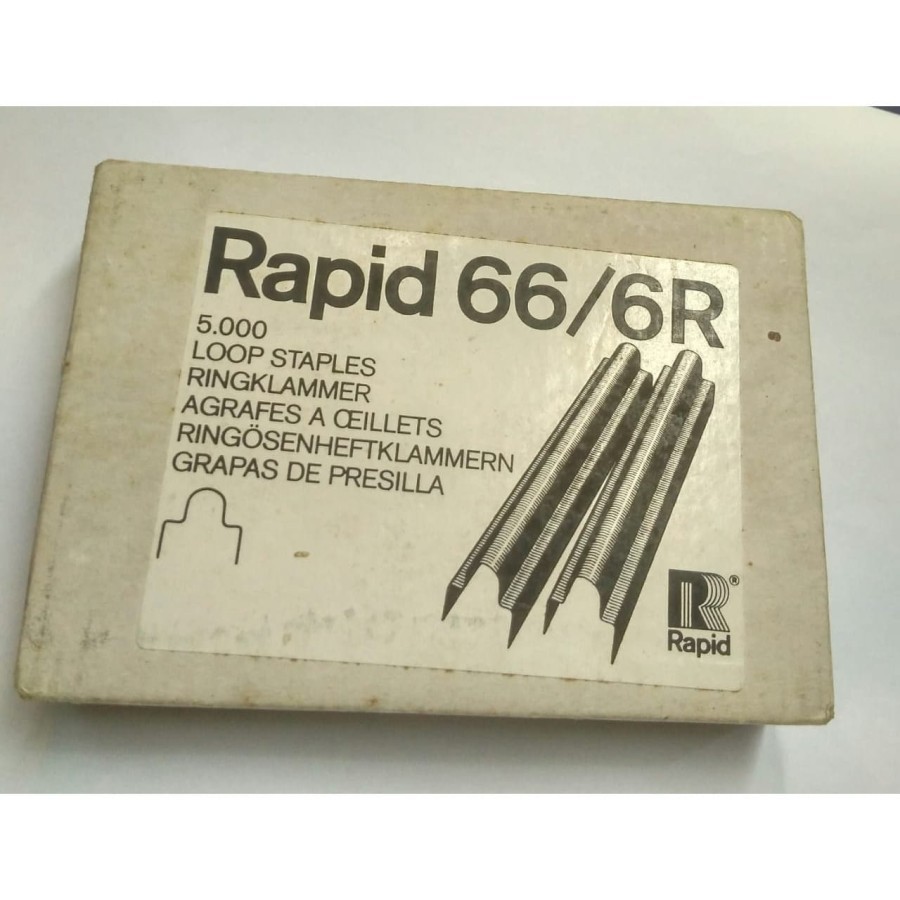 Rapid 66/6R
5.000
LOOP STAPLES
RINGKLAMMER
AGRAFES A ŒILLETS
RINGÖSENHEFTKLAMMERN
GRAPAS DE PRESILLA
R®
Rapid